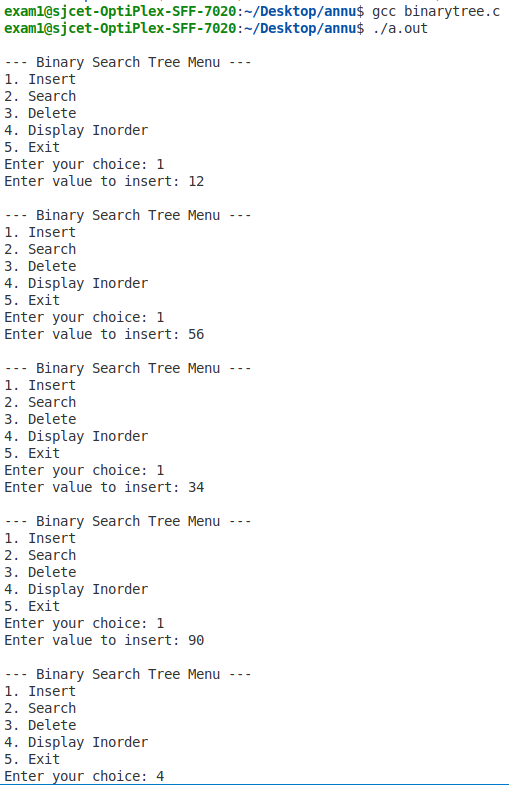 exam1@sjcet-OptiPlex-SFF-7020:~/Desktop/annu$ gcc binarytree.c
exam1@sjcet-OptiPlex-SFF-7020:~/Desktop/annu$ ./a.out

--- Binary Search Tree Menu ---
1. Insert
2. Search
3. Delete
4. Display Inorder
5. Exit
Enter your choice: 1
Enter value to insert: 12

--- Binary Search Tree Menu ---
1. Insert
2. Search
3. Delete
4. Display Inorder
5. Exit
Enter your choice: 1
Enter value to insert: 56

--- Binary Search Tree Menu ---
1. Insert
2. Search
3. Delete
4. Display Inorder
5. Exit
Enter your choice: 1
Enter value to insert: 34

--- Binary Search Tree Menu ---
1. Insert
2. Search
3. Delete
4. Display Inorder
5. Exit
Enter your choice: 1
Enter value to insert: 90

--- Binary Search Tree Menu ---
1. Insert
2. Search
3. Delete
4. Display Inorder
5. Exit
Enter your choice: 4